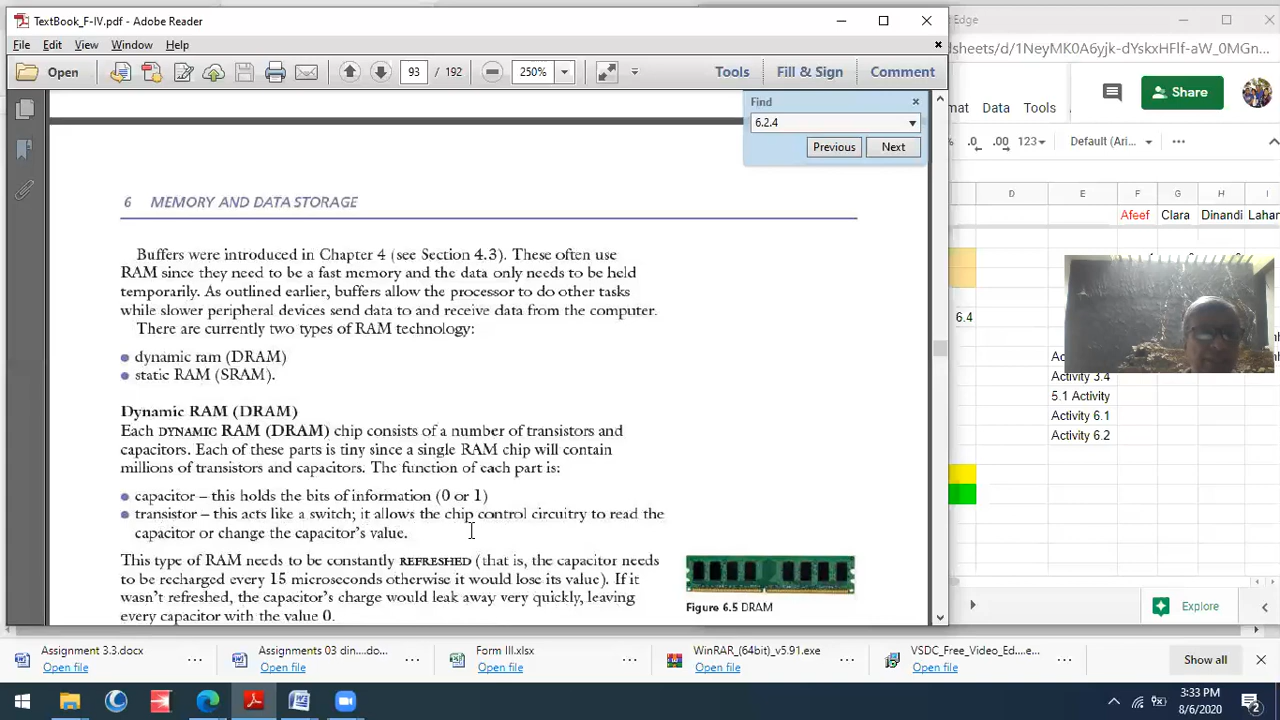 TextBook_F-IV.pdf - Adobe Reader
Edge
File Edit View Window Help
dsheets/d/1NeyMK0A6yjk-dYskxHFlf-aW_0MGn...
Open 93 / 192 250% Tools Fill & Sign Comment
mat Data Tools Share
Find
6.2.4
Previous Next
.0 .00 123 Default (Ari...
D E F G H I
Afeef Clara Dinandi Lahar
6.4
Activity 3.4
5.1 Activity
Activity 6.1
Activity 6.2
Explore
6 MEMORY AND DATA STORAGE
Buffers were introduced in Chapter 4 (see Section 4.3). These often use
RAM since they need to be a fast memory and the data only needs to be held
temporarily. As outlined earlier, buffers allow the processor to do other tasks
while slower peripheral devices send data to and receive data from the computer.
There are currently two types of RAM technology:
• dynamic ram (DRAM)
• static RAM (SRAM).
Dynamic RAM (DRAM)
Each DYNAMIC RAM (DRAM) chip consists of a number of transistors and
capacitors. Each of these parts is tiny since a single RAM chip will contain
millions of transistors and capacitors. The function of each part is:
• capacitor – this holds the bits of information (0 or 1)
• transistor – this acts like a switch; it allows the chip control circuitry to read the
capacitor or change the capacitor's value.
This type of RAM needs to be constantly REFRESHED (that is, the capacitor needs
to be recharged every 15 microseconds otherwise it would lose its value). If it
wasn't refreshed, the capacitor's charge would leak away very quickly, leaving
every capacitor with the value 0.
Figure 6.5 DRAM
Assignment 3.3.docx
Open file
Assignments 03 din....do...
Open file
Form III.xlsx
Open file
WinRAR_(64bit)_v5.91.exe
Open file
VSDC_Free_Video_Ed....e...
Open file
Show all
3:33 PM
8/6/2020
2